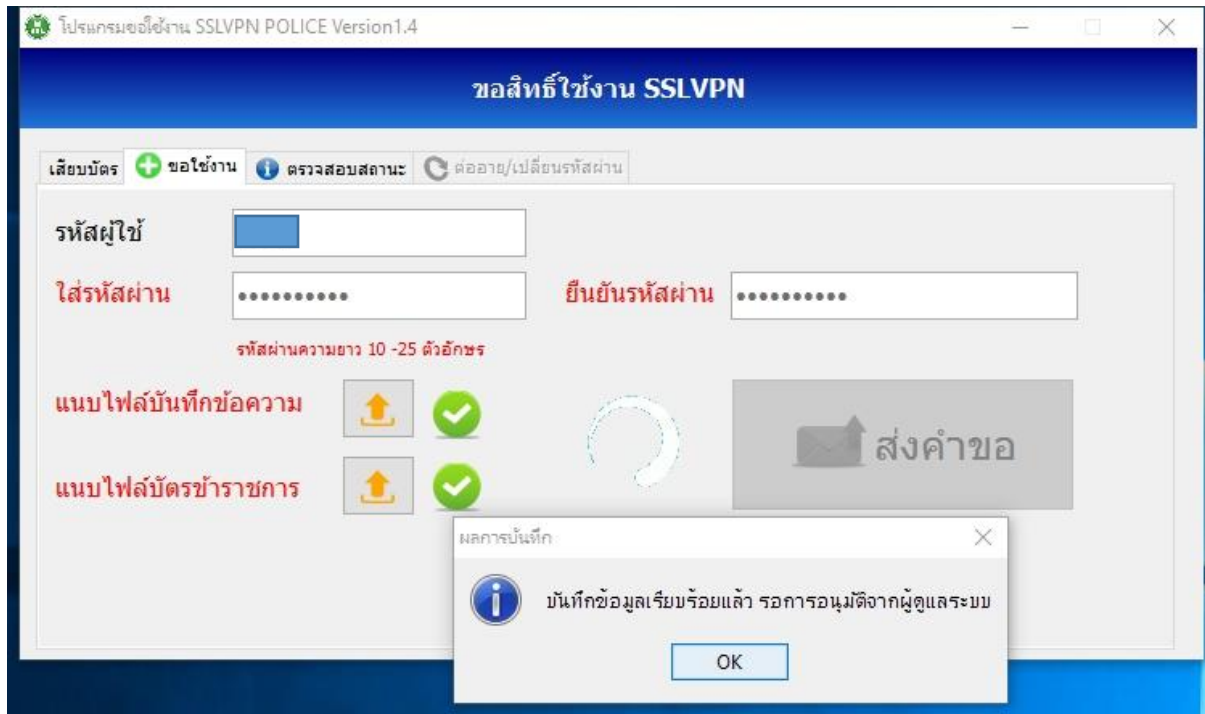 โปรแกรมขอใช้งาน SSLVPN POLICE Version1.4
ขอสิทธิ์ใช้งาน SSLVPN
เสียบบัตร ขอใช้งาน ตรวจสอบสถานะ ต่ออายุ/เปลี่ยนรหัสผ่าน
รหัสผู้ใช้
ใส่รหัสผ่าน ยืนยันรหัสผ่าน
รหัสผ่านความยาว 10 -25 ตัวอักษร
แนบไฟล์บันทึกข้อความ
ส่งคำขอ
แนบไฟล์บัตรข้าราชการ
ผลการบันทึก
บันทึกข้อมูลเรียบร้อยแล้ว รอการอนุมัติจากผู้ดูแลระบบ
OK